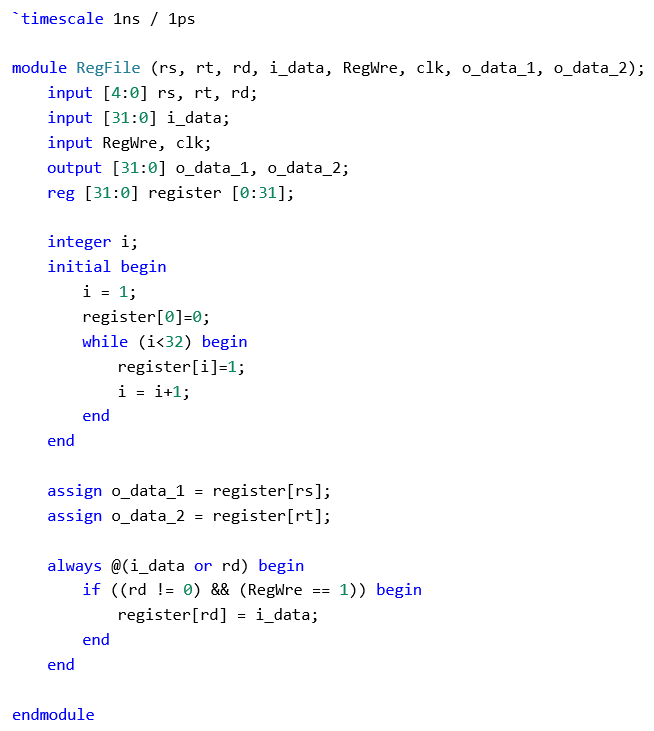 `timescale 1ns / 1ps

module RegFile (rs, rt, rd, i_data, RegWre, clk, o_data_1, o_data_2);
    input [4:0] rs, rt, rd;
    input [31:0] i_data;
    input RegWre, clk;
    output [31:0] o_data_1, o_data_2;
    reg [31:0] register [0:31];

    integer i;
    initial begin
        i = 1;
        register[0]=0;
        while (i<32) begin
            register[i]=1;
            i = i+1;
        end
    end

    assign o_data_1 = register[rs];
    assign o_data_2 = register[rt];

    always @(i_data or rd) begin
        if ((rd != 0) && (RegWre == 1)) begin
            register[rd] = i_data;
        end
    end

endmodule